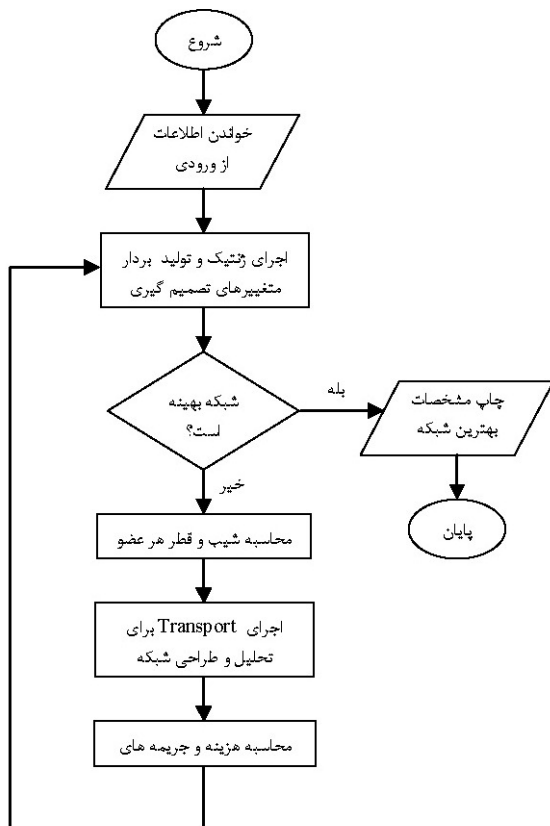 شروع
خواندن اطلاعات
از ورودی
اجرای ژنتیک و تولید بردار
متغییرهای تصمیم گیری
شبکه بهینه
است؟
بله
چاپ مشخصات
بهترین شبکه
پایان
خیر
محاسبه شیب و قطر هر عضو
اجرای Transport برای
تحلیل و طراحی شبکه
محاسبه هزینه و جریمه های